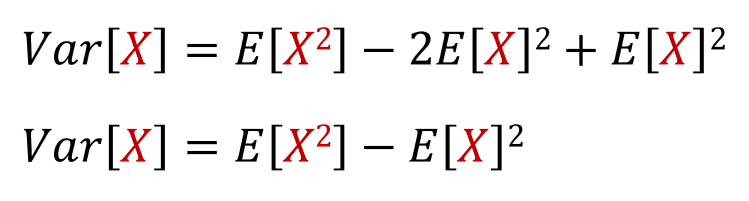 Var[X] = E[X²] − 2E[X]² + E[X]²
Var[X] = E[X²] − E[X]²